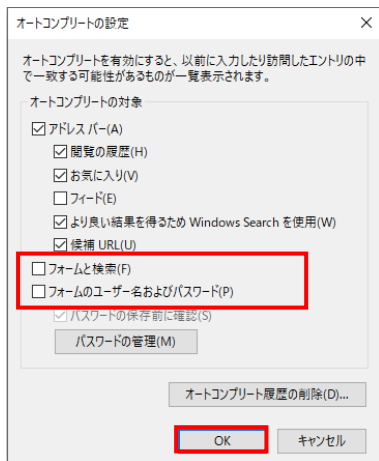 オートコンプリートの設定
オートコンプリートを有効にすると、以前に入力したり訪問したエントリの中
で一致する可能性があるものが一覧表示されます。
オートコンプリートの対象
アドレス バー(A)
閲覧の履歴(H)
お気に入り(V)
フィード(E)
より良い結果を得るため Windows Search を使用(W)
候補 URL(U)
フォームと検索(F)
フォームのユーザー名およびパスワード(P)
パスワードの保存前に確認(S)
パスワードの管理(M)
オートコンプリート履歴の削除(D)...
OK
キャンセル